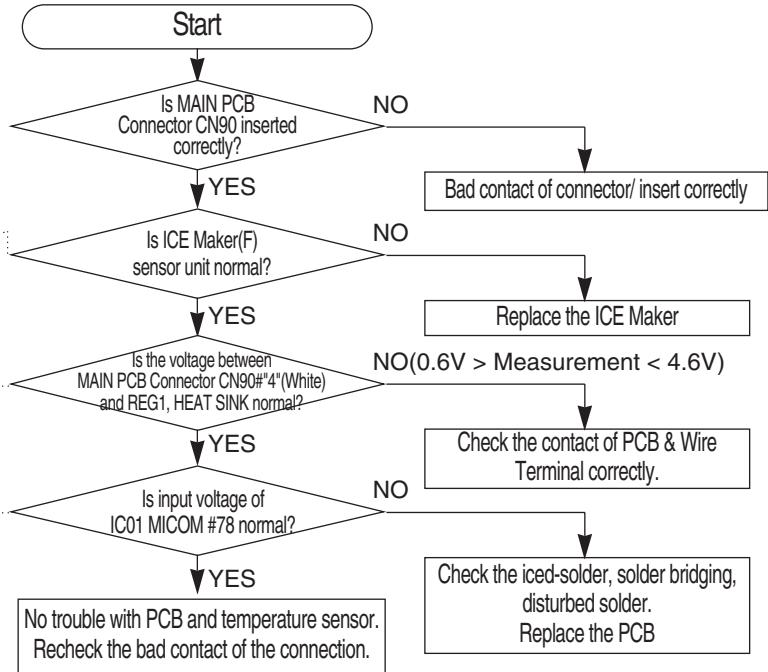 Start
Is MAIN PCB
Connector CN90 inserted
correctly?
NO
Bad contact of connector/ insert correctly
YES
Is ICE Maker(F)
sensor unit normal?
NO
Replace the ICE Maker
YES
Is the voltage between
MAIN PCB Connector CN90#"4"(White)
and REG1, HEAT SINK normal?
NO(0.6V > Measurement < 4.6V)
Check the contact of PCB & Wire
Terminal correctly.
YES
Is input voltage of
IC01 MICOM #78 normal?
NO
Check the iced-solder, solder bridging,
disturbed solder.
Replace the PCB
YES
No trouble with PCB and temperature sensor.
Recheck the bad contact of the connection.